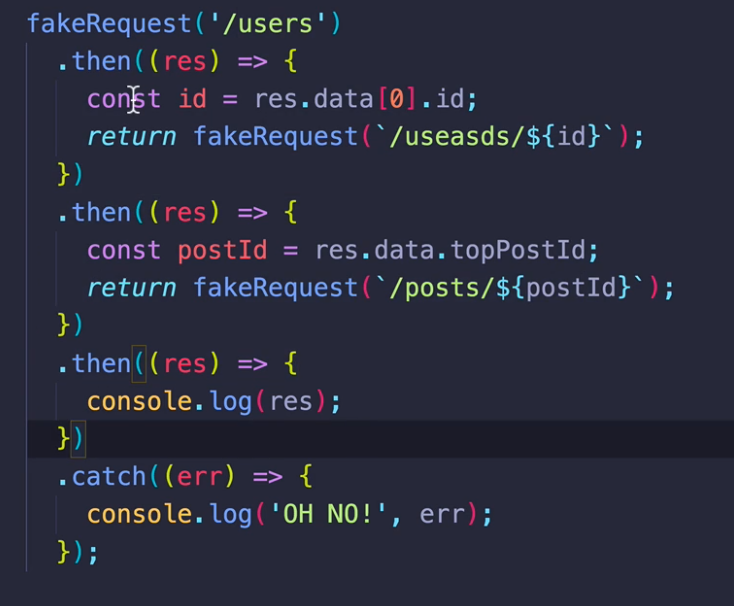 fakeRequest('/users')
.then((res) => {
const id = res.data[0].id;
return fakeRequest(`/useasds/${id}`);
})
.then((res) => {
const postId = res.data.topPostId;
return fakeRequest(`/posts/${postId}`);
})
.then((res) => {
console.log(res);
})
.catch((err) => {
console.log('OH NO!', err);
});